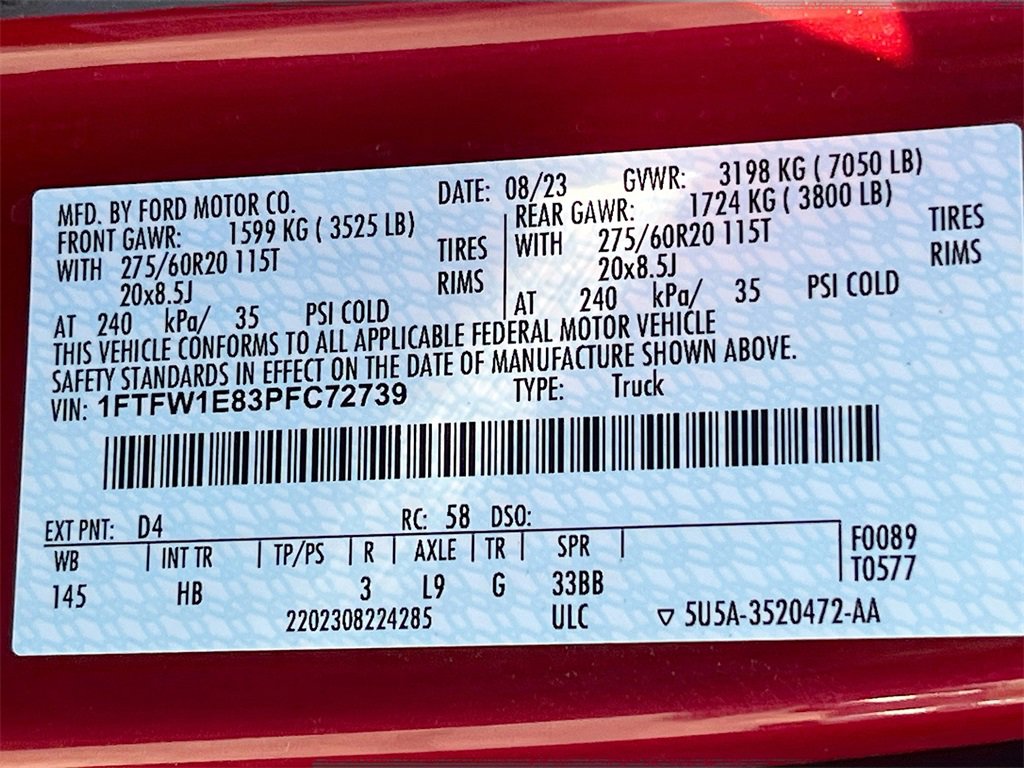 MFD. BY FORD MOTOR CO. DATE: 08/23 GVWR: 3198 KG ( 7050 LB)
FRONT GAWR: 1599 KG ( 3525 LB) REAR GAWR: 1724 KG ( 3800 LB)
WITH 275/60R20 115T TIRES WITH 275/60R20 115T TIRES
20x8.5J RIMS 20x8.5J RIMS
AT 240 kPa/ 35 PSI COLD AT 240 kPa/ 35 PSI COLD
THIS VEHICLE CONFORMS TO ALL APPLICABLE FEDERAL MOTOR VEHICLE
SAFETY STANDARDS IN EFFECT ON THE DATE OF MANUFACTURE SHOWN ABOVE.
VIN: 1FTFW1E83PFC72739 TYPE: Truck
EXT PNT: D4 RC: 58 DSO:
WB INT TR TP/PS R AXLE TR SPR F0089
145 HB 3 L9 G 33BB T0577
2202308224285 ULC ▽ 5U5A-3520472-AA